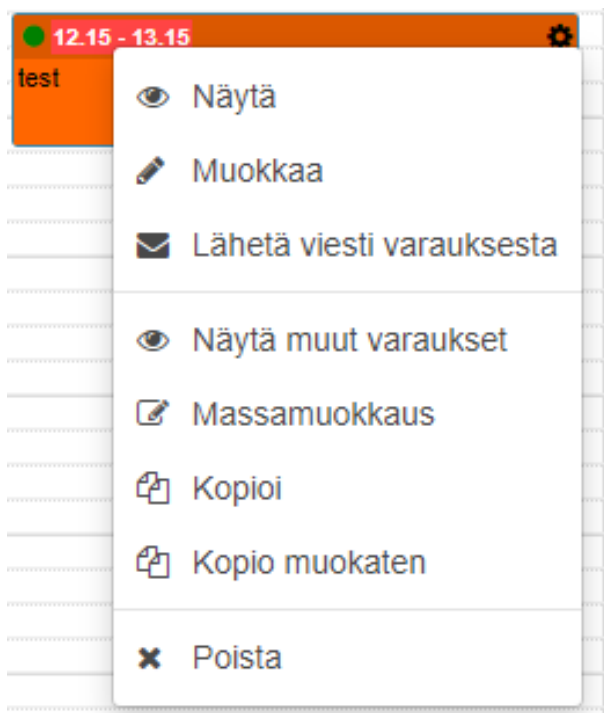 12.15 - 13.15
test
Näytä
Muokkaa
Lähetä viesti varauksesta
Näytä muut varaukset
Massamuokkaus
Kopioi
Kopio muokaten
Poista